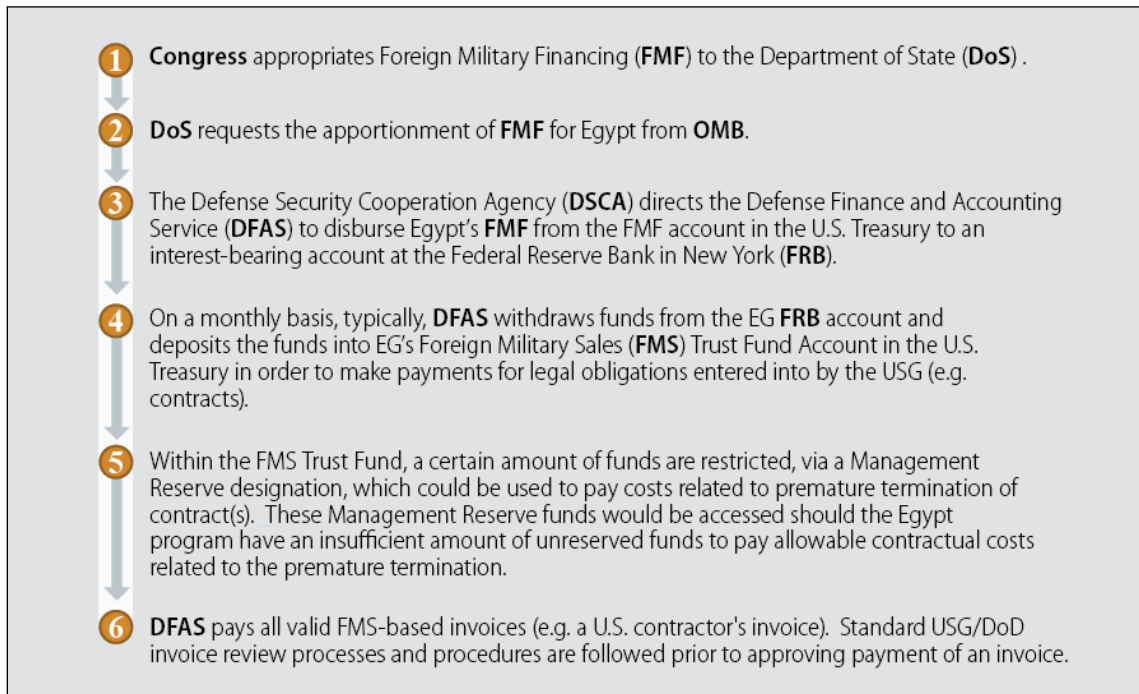 1 Congress appropriates Foreign Military Financing (FMF) to the Department of State (DoS) .
2 DoS requests the apportionment of FMF for Egypt from OMB.
3 The Defense Security Cooperation Agency (DSCA) directs the Defense Finance and Accounting
Service (DFAS) to disburse Egypt's FMF from the FMF account in the U.S. Treasury to an
interest-bearing account at the Federal Reserve Bank in New York (FRB).
4 On a monthly basis, typically, DFAS withdraws funds from the EG FRB account and
deposits the funds into EG's Foreign Military Sales (FMS) Trust Fund Account in the U.S.
Treasury in order to make payments for legal obligations entered into by the USG (e.g.
contracts).
5 Within the FMS Trust Fund, a certain amount of funds are restricted, via a Management
Reserve designation, which could be used to pay costs related to premature termination of
contract(s). These Management Reserve funds would be accessed should the Egypt
program have an insufficient amount of unreserved funds to pay allowable contractual costs
related to the premature termination.
6 DFAS pays all valid FMS-based invoices (e.g. a U.S. contractor's invoice). Standard USG/DoD
invoice review processes and procedures are followed prior to approving payment of an invoice.